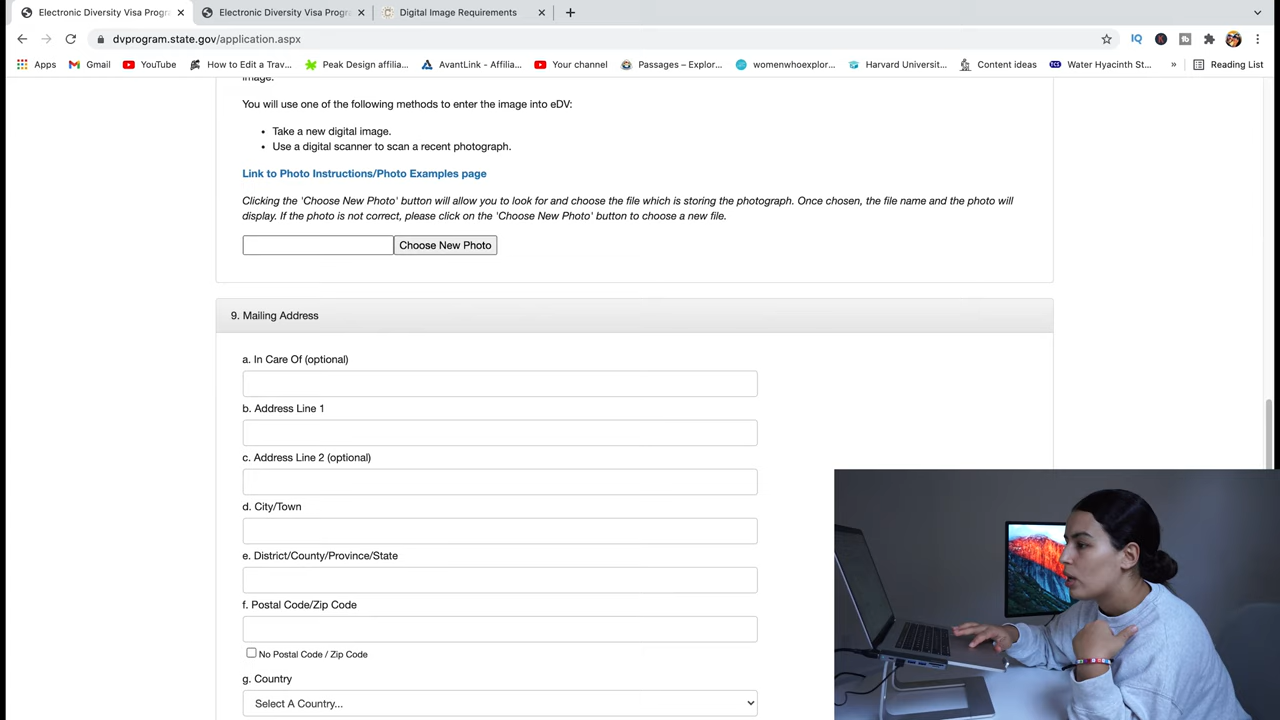 Electronic Diversity Visa Progr
Electronic Diversity Visa Progr
Digital Image Requirements
dvprogram.state.gov/application.aspx
Apps
Gmail
YouTube
How to Edit a Trav...
Peak Design affilia...
AvantLink - Affilia...
Your channel
Passages – Explor...
womenwhoexplor...
Harvard Universit...
Content ideas
Water Hyacinth St...
»
Reading List
image.
You will use one of the following methods to enter the image into eDV:
• Take a new digital image.
• Use a digital scanner to scan a recent photograph.
Link to Photo Instructions/Photo Examples page
Clicking the 'Choose New Photo' button will allow you to look for and choose the file which is storing the photograph. Once chosen, the file name and the photo will
display. If the photo is not correct, please click on the 'Choose New Photo' button to choose a new file.
Choose New Photo
9. Mailing Address
a. In Care Of (optional)
b. Address Line 1
c. Address Line 2 (optional)
d. City/Town
e. District/County/Province/State
f. Postal Code/Zip Code
No Postal Code / Zip Code
g. Country
Select A Country...